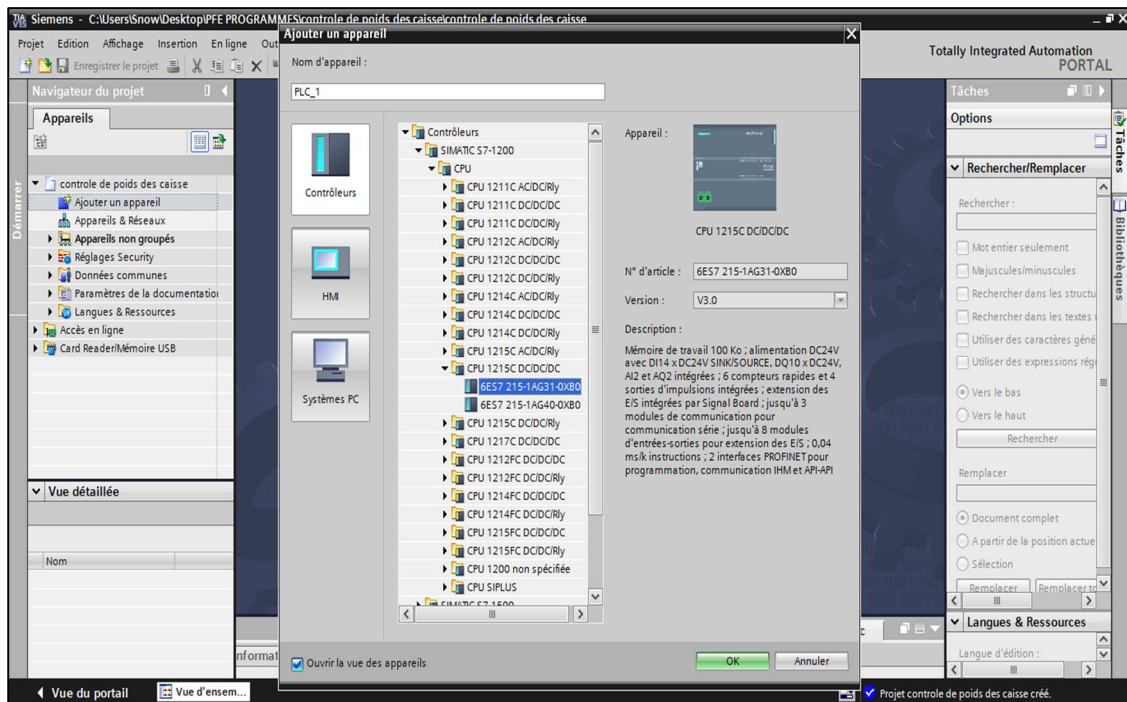 Siemens - C:\Users\Snow\Desktop\PFE PROGRAMMES\controle de poids des caisse\controle de poids des caisse
Projet Edition Affichage Insertion En ligne
Enregistrer le projet
Totally Integrated Automation
PORTAL
Navigateur du projet
Appareils
controle de poids des caisse
Ajouter un appareil
Appareils & Réseaux
Appareils non groupés
Réglages Security
Données communes
Paramètres de la documentation
Langues & Ressources
Accès en ligne
Card Reader/Mémoire USB
Démarrer
Vue détaillée
Nom
Ajouter un appareil
Nom d'appareil :
PLC_1
Contrôleurs
HMI
Systèmes PC
Contrôleurs
SIMATIC S7-1200
CPU
CPU 1211C AC/DC/Rly
CPU 1211C DC/DC/DC
CPU 1211C DC/DC/Rly
CPU 1212C AC/DC/Rly
CPU 1212C DC/DC/DC
CPU 1212C DC/DC/Rly
CPU 1214C AC/DC/Rly
CPU 1214C DC/DC/DC
CPU 1214C DC/DC/Rly
CPU 1215C AC/DC/Rly
CPU 1215C DC/DC/DC
6ES7 215-1AG31-0XB0
6ES7 215-1AG40-0XB0
CPU 1215C DC/DC/Rly
CPU 1217C DC/DC/DC
CPU 1212FC DC/DC/DC
CPU 1212FC DC/DC/Rly
CPU 1214FC DC/DC/DC
CPU 1214FC DC/DC/Rly
CPU 1215FC DC/DC/DC
CPU 1215FC DC/DC/Rly
CPU 1200 non spécifiée
CPU SIPLUS
SIMATIC S7-1500
Appareil :
CPU 1215C DC/DC/DC
N° d'article : 6ES7 215-1AG31-0XB0
Version : V3.0
Description :
Mémoire de travail 100 Ko ; alimentation DC24V
avec DI14 x DC24V SINK/SOURCE, DQ10 x DC24V,
AI2 et AQ2 intégrées ; 6 compteurs rapides et 4
sorties d'impulsions intégrées ; extension des
E/S intégrées par Signal Board ; jusqu'à 3
modules de communication pour
communication série ; jusqu'à 8 modules
d'entrées-sorties pour extension des E/S ; 0,04
ms/k instructions ; 2 interfaces PROFINET pour
programmation, communication IHM et API-API
Ouvrir la vue des appareils
OK Annuler
Tâches
Options
Rechercher/Remplacer
Rechercher :
Mot entier seulement
Majuscules/minuscules
Rechercher dans les structu
Rechercher dans les textes
Utiliser des caractères géné
Utiliser des expressions régu
Vers le bas
Vers le haut
Rechercher
Remplacer
Document complet
A partir de la position actue
Sélection
Remplacer Remplacer to
Langues & Ressources
Langue d'édition :
Tâches
Bibliothèques
Vue du portail Vue d'ensem...
Projet controle de poids des caisse créé.